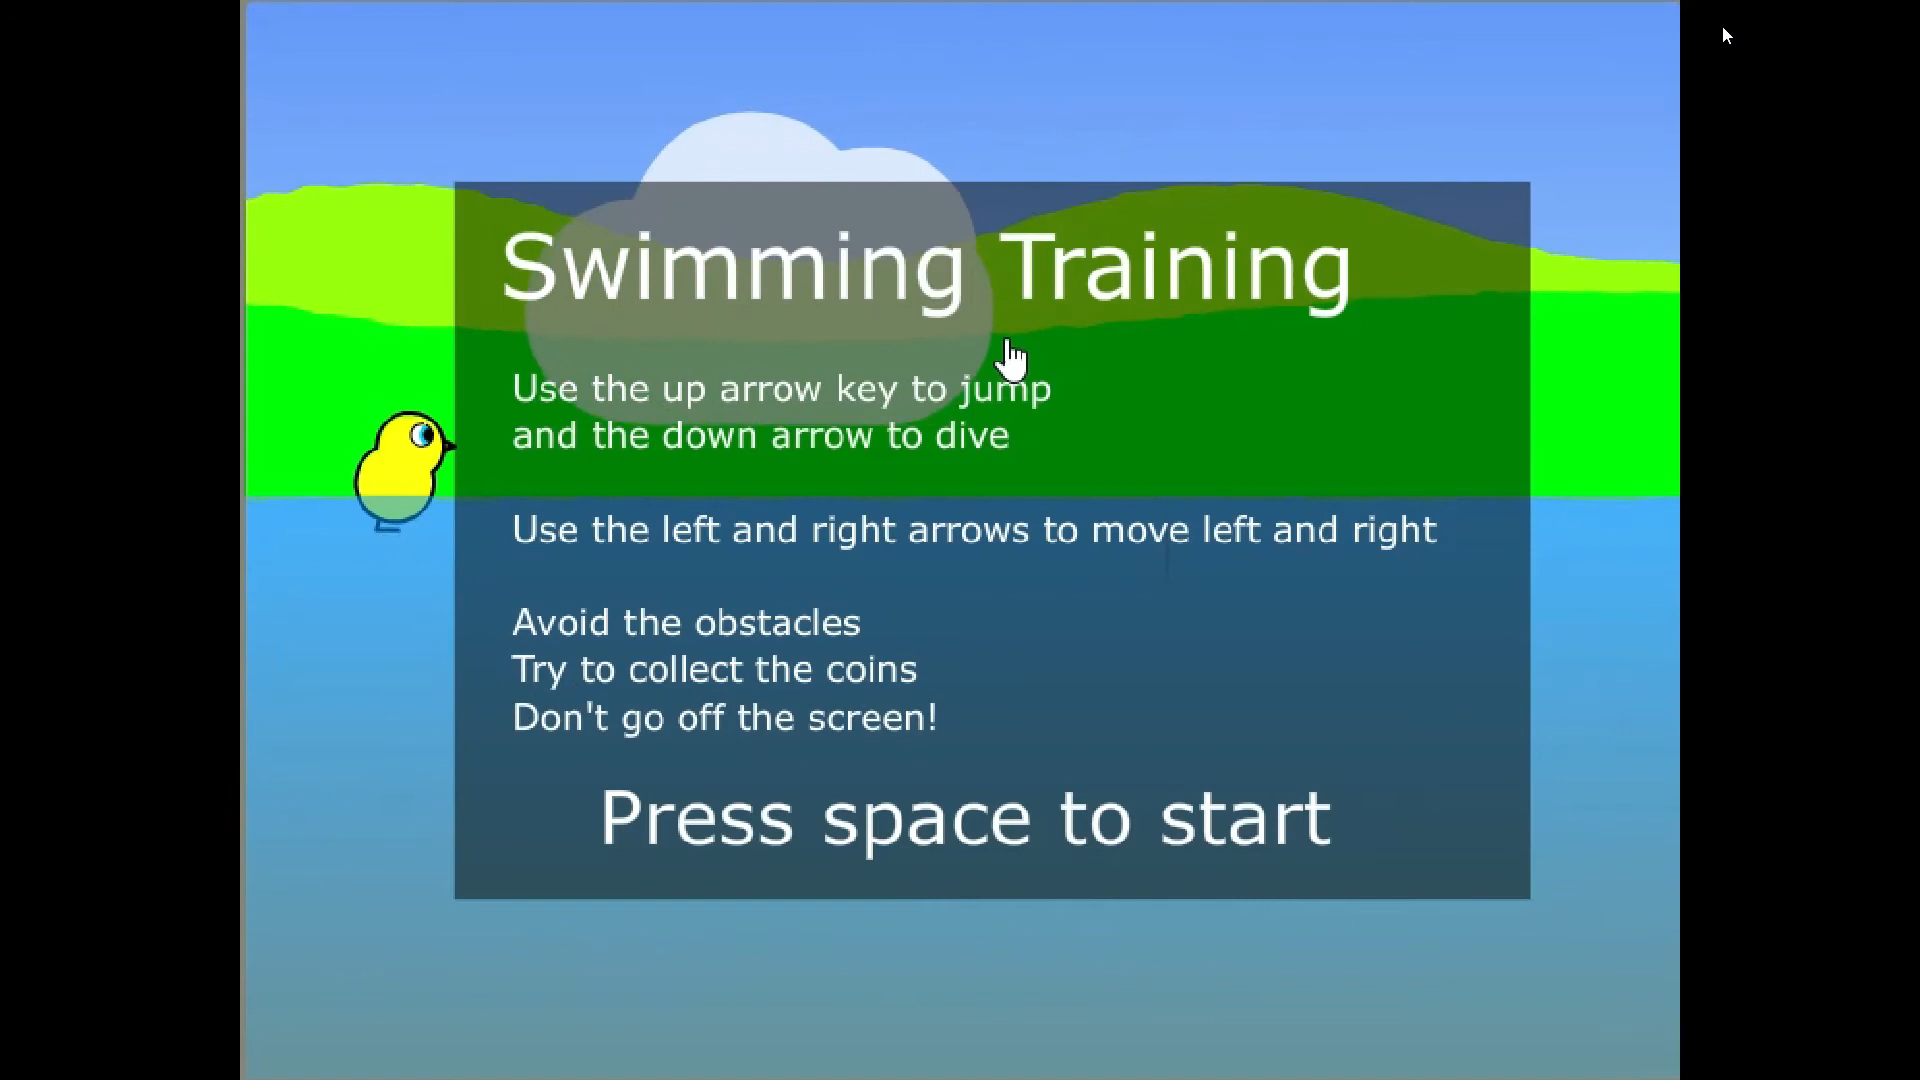 Swimming Training
Use the up arrow key to jump
and the down arrow to dive
Use the left and right arrows to move left and right
Avoid the obstacles
Try to collect the coins
Don't go off the screen!
Press space to start